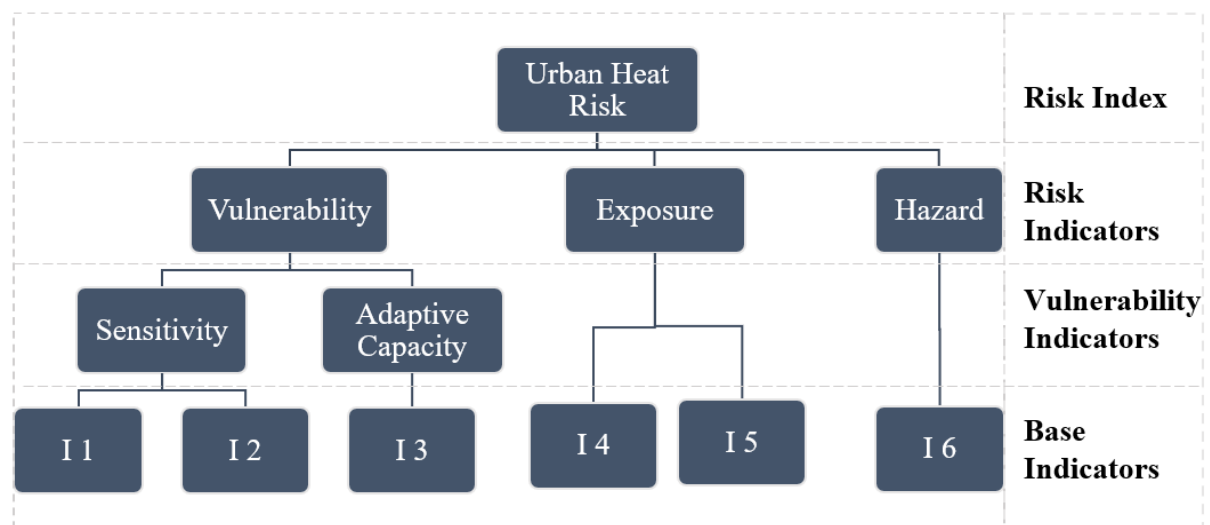 Urban Heat
Risk
Risk Index
Vulnerability
Exposure
Hazard
Risk
Indicators
Sensitivity
Adaptive
Capacity
Vulnerability
Indicators
I 1
I 2
I 3
I 4
I 5
I 6
Base
Indicators